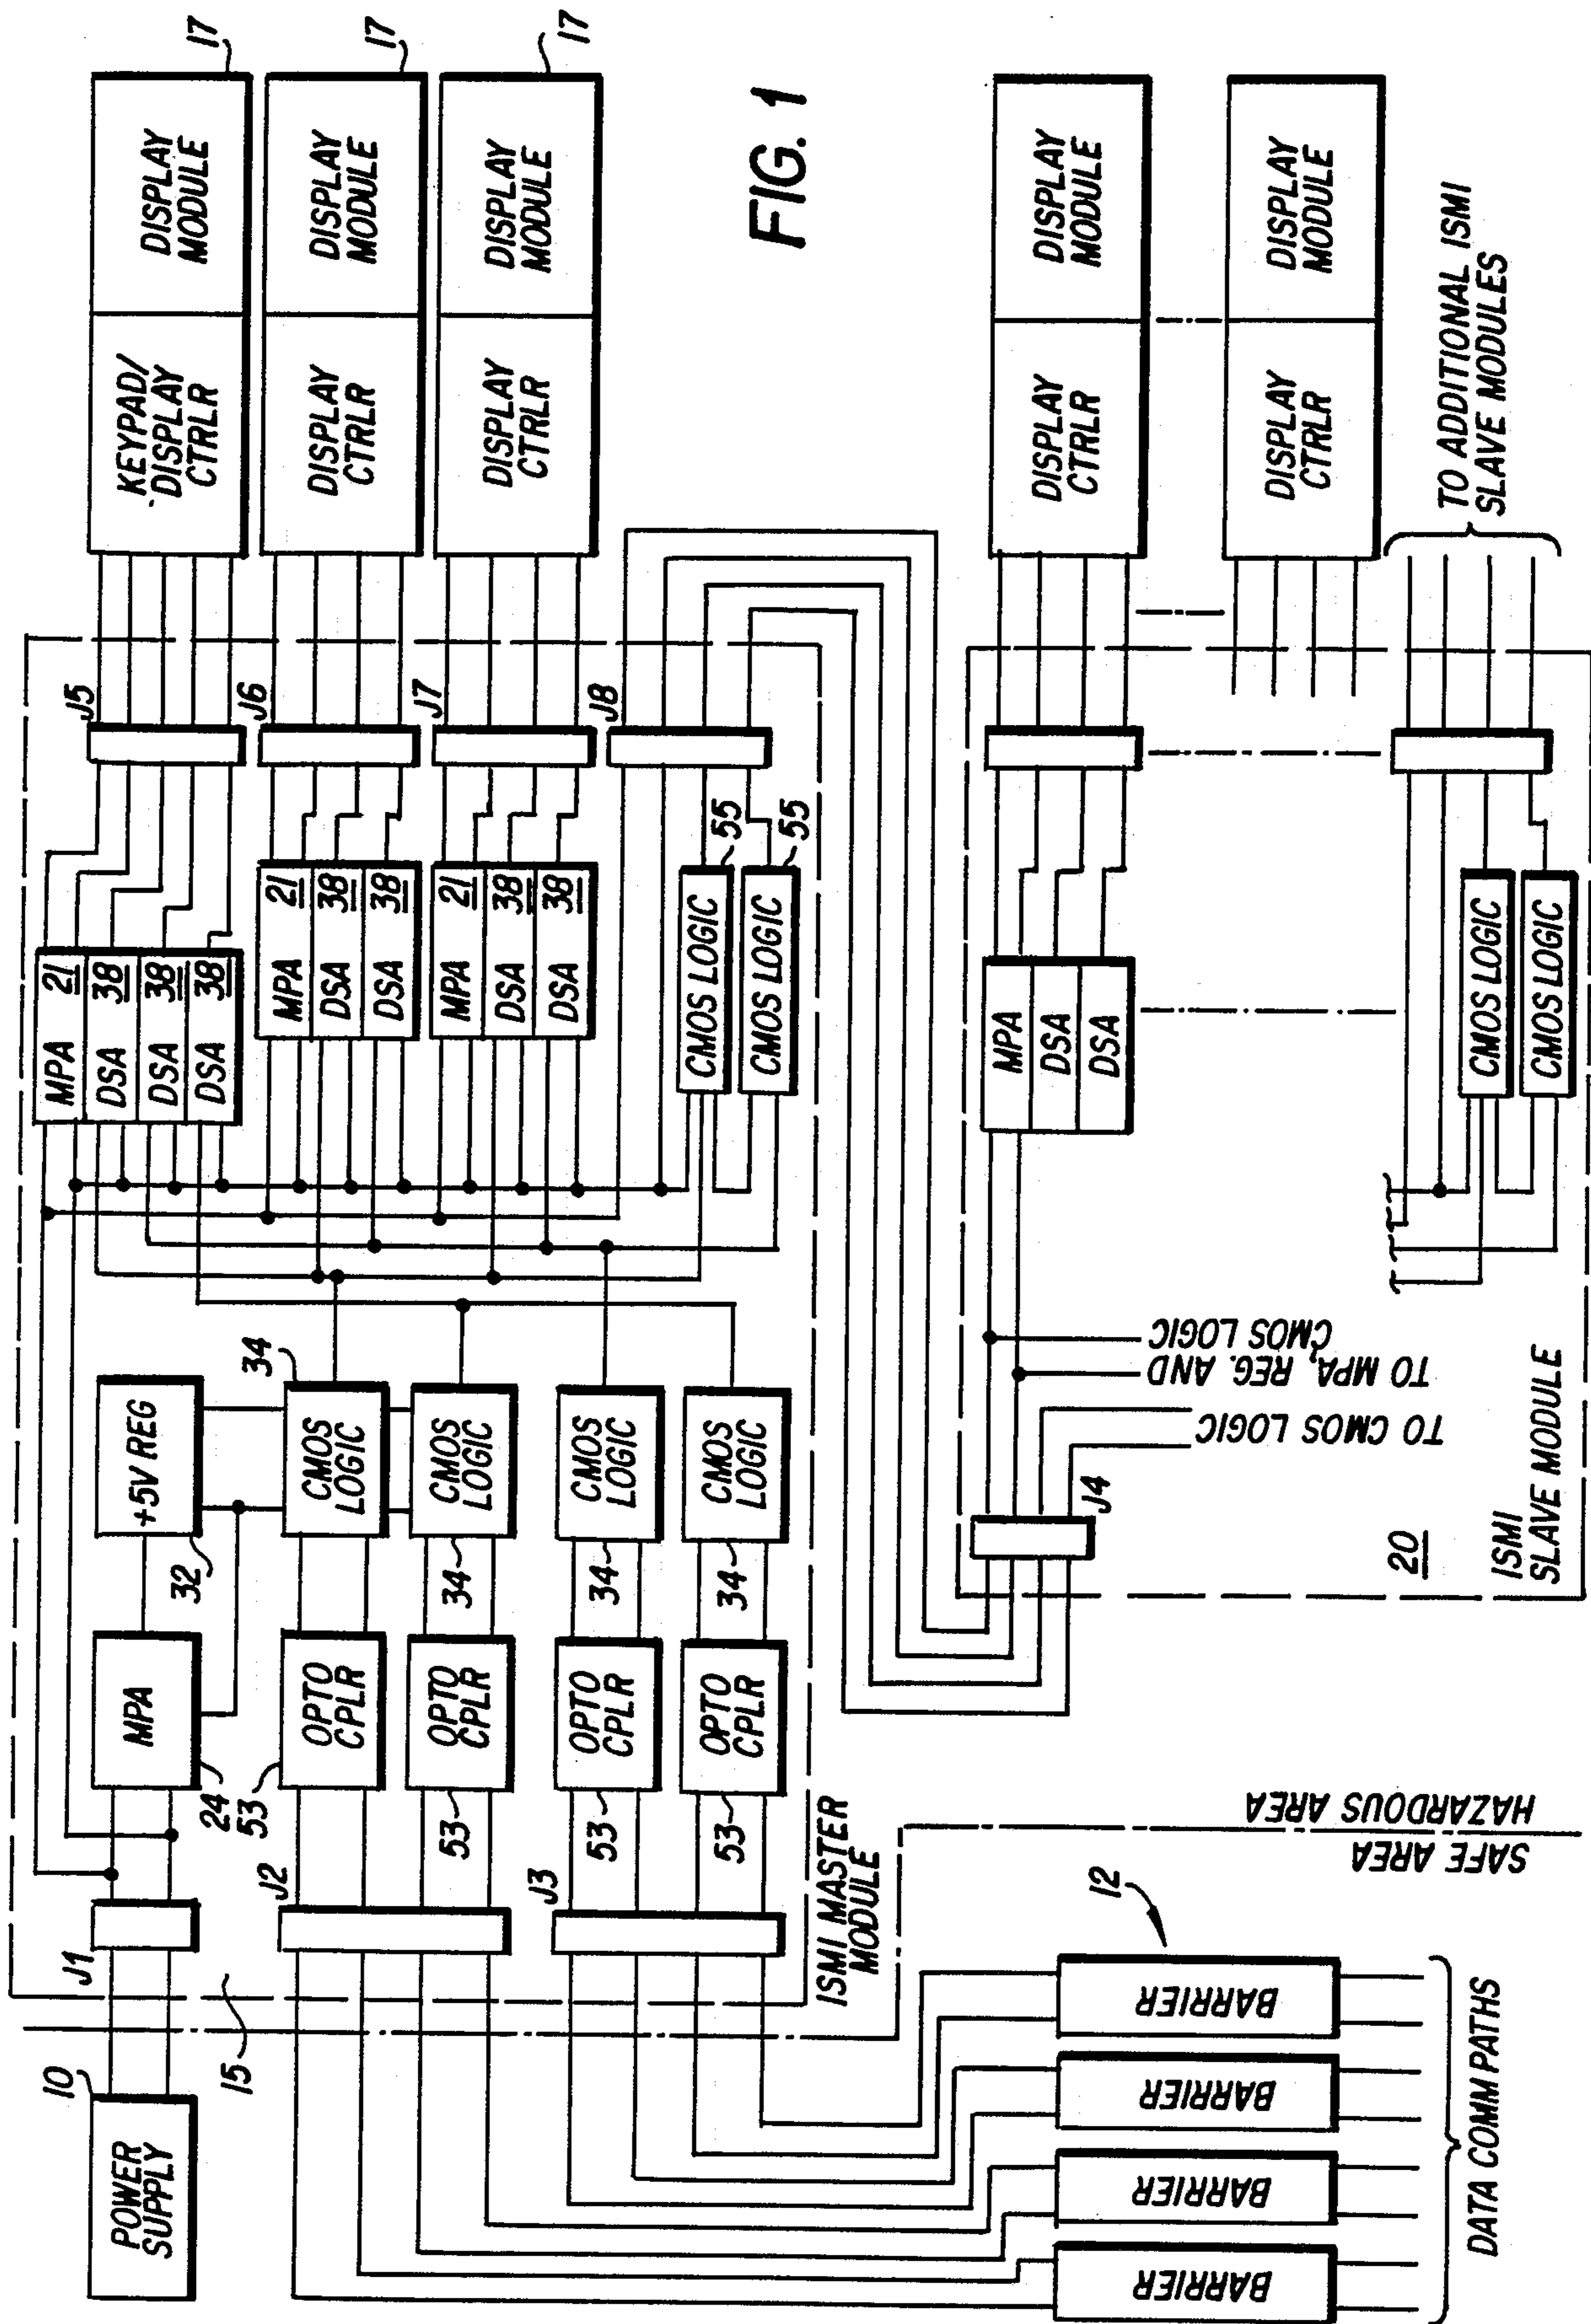 FIG. 1
POWER
SUPPLY
10
15
J1
MPA
24
+5V REG
32
J2
53
OPTO
CPLR
34
CMOS
LOGIC
53
OPTO
CPLR
34
CMOS
LOGIC
J3
53
OPTO
CPLR
34
CMOS
LOGIC
53
OPTO
CPLR
34
CMOS
LOGIC
ISMI MASTER
MODULE
MPA 21
DSA 38
DSA 38
DSA 38
MPA 21
DSA 38
DSA 38
MPA 21
DSA 38
DSA 38
CMOS LOGIC 55
CMOS LOGIC 55
J5
J6
J7
J8
KEYPAD/
DISPLAY
CTRLR
DISPLAY
MODULE
17
DISPLAY
CTRLR
DISPLAY
MODULE
17
DISPLAY
CTRLR
DISPLAY
MODULE
17
SAFE AREA
HAZARDOUS AREA
12
BARRIER
BARRIER
BARRIER
BARRIER
DATA COMM PATHS
J4
TO CMOS LOGIC
TO MPA, REG. AND
CMOS LOGIC
20
ISMI
SLAVE MODULE
MPA
DSA
DSA
CMOS LOGIC
CMOS LOGIC
DISPLAY
CTRLR
DISPLAY
MODULE
DISPLAY
CTRLR
DISPLAY
MODULE
TO ADDITIONAL ISMI
SLAVE MODULES